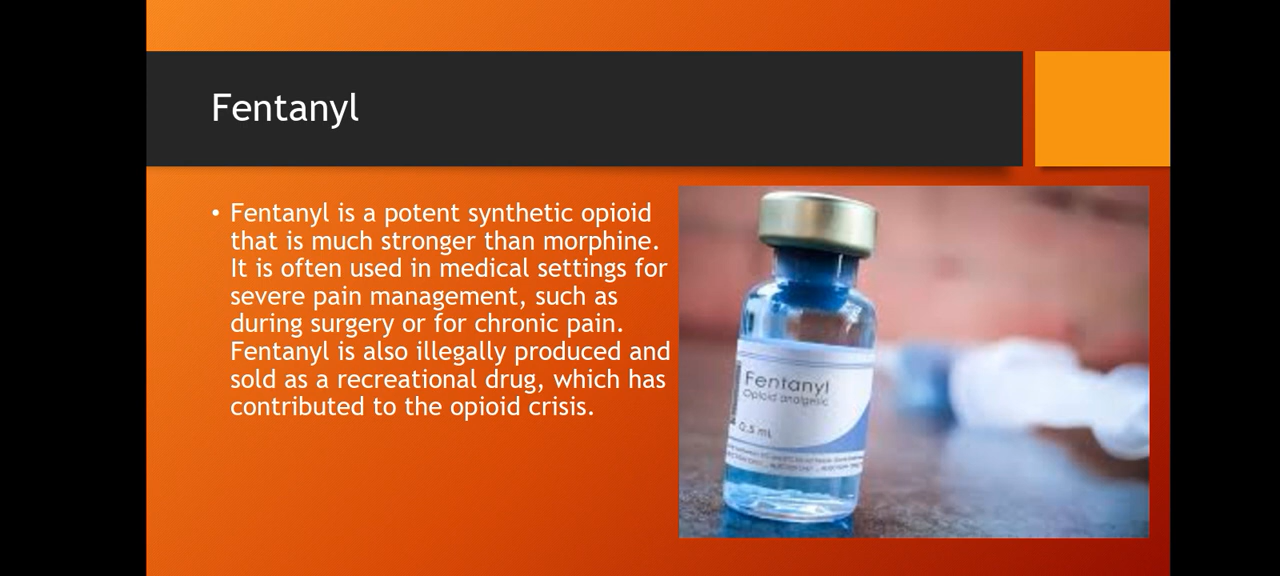 Fentanyl
• Fentanyl is a potent synthetic opioid
that is much stronger than morphine.
It is often used in medical settings for
severe pain management, such as
during surgery or for chronic pain.
Fentanyl is also illegally produced and
sold as a recreational drug, which has
contributed to the opioid crisis.
Fentanyl
Opioid analgesic
0.5 ml